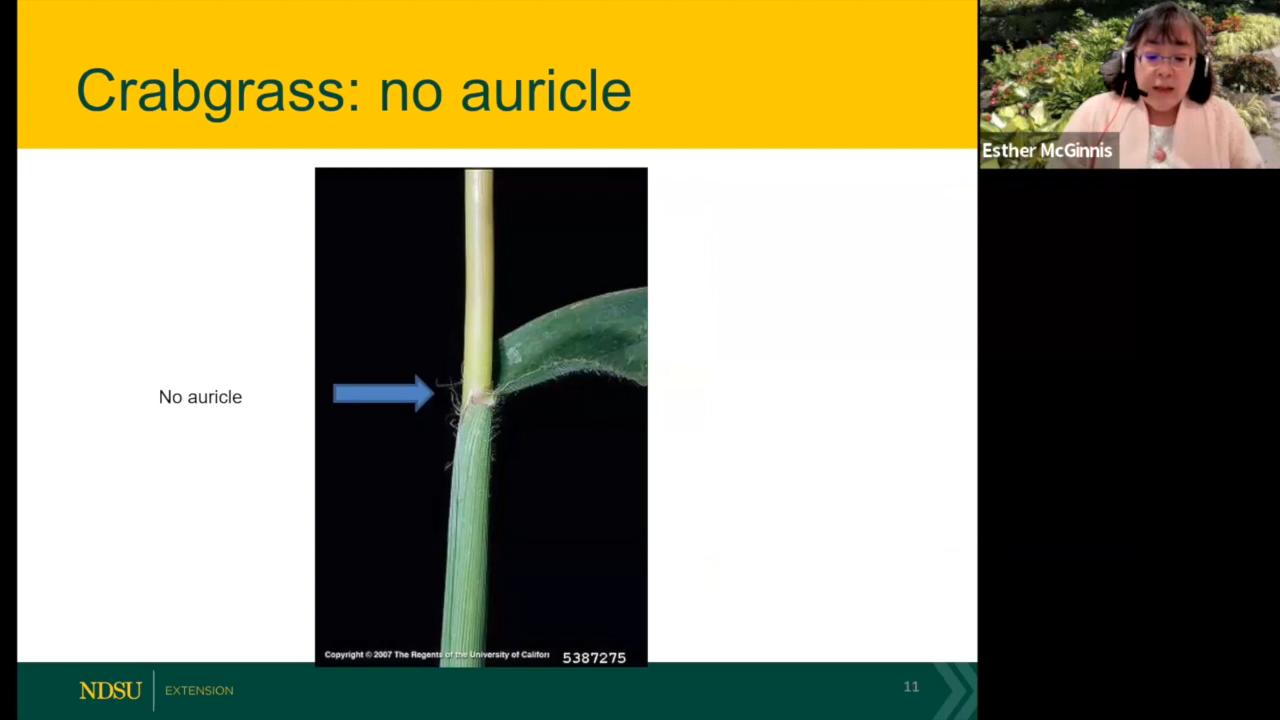 Crabgrass: no auricle
Esther McGinnis
No auricle
Copyright © 2007 The Regents of the University of Califor
5387275
NDSU EXTENSION
11